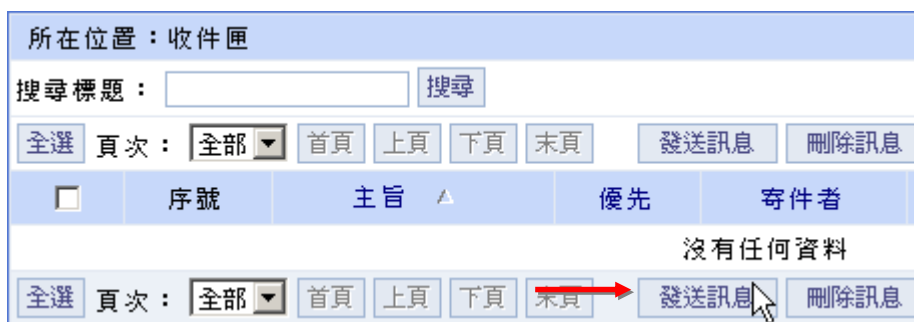 所在位置：收件匣
搜尋標題： 搜尋
全選 頁次： 全部 首頁 上頁 下頁 末頁 發送訊息 刪除訊息
序號 主旨 優先 寄件者
沒有任何資料
全選 頁次： 全部 首頁 上頁 下頁 末頁 發送訊息 刪除訊息